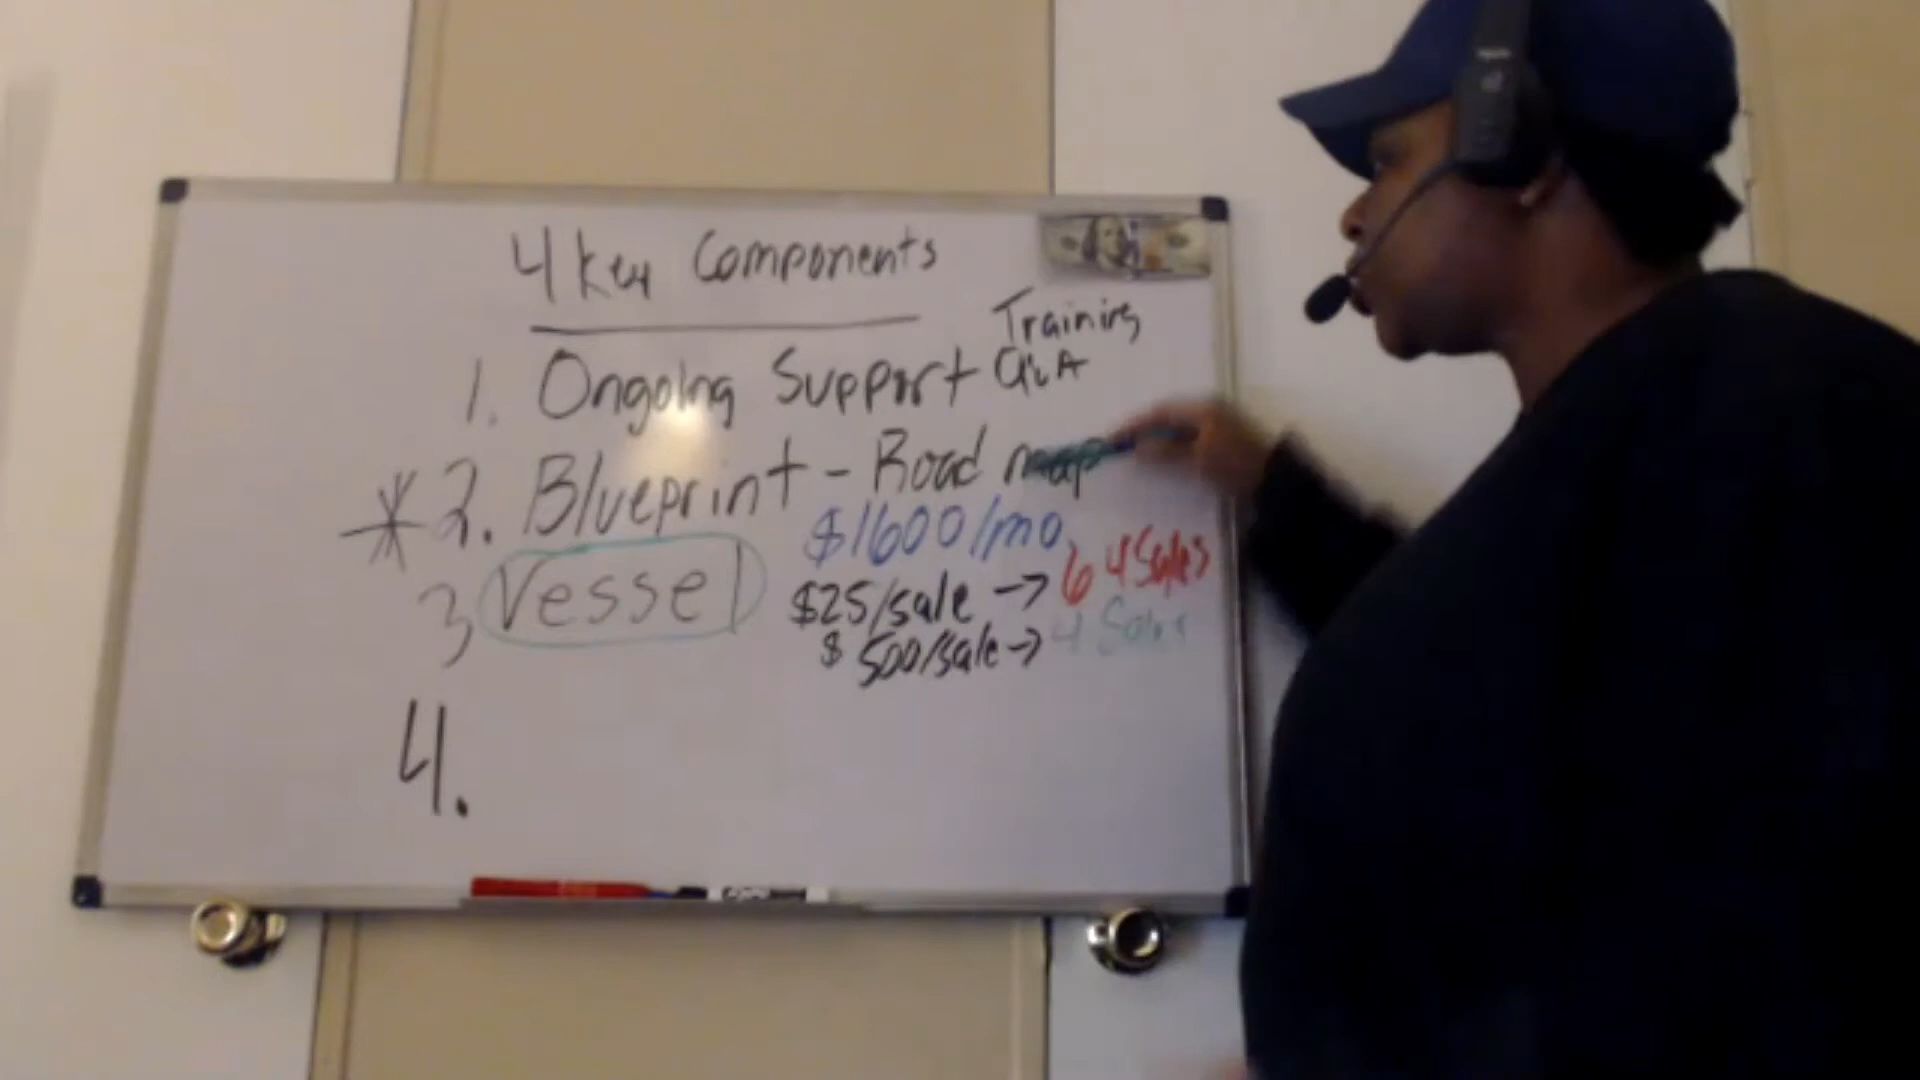 4 Key Components
Training
1. Ongoing Support Q&A
* 2. Blueprint - Road map
$1600/mo.
3 Vessel
$25/sale → 64 Sales
$500/sale → 4 Sales
4.